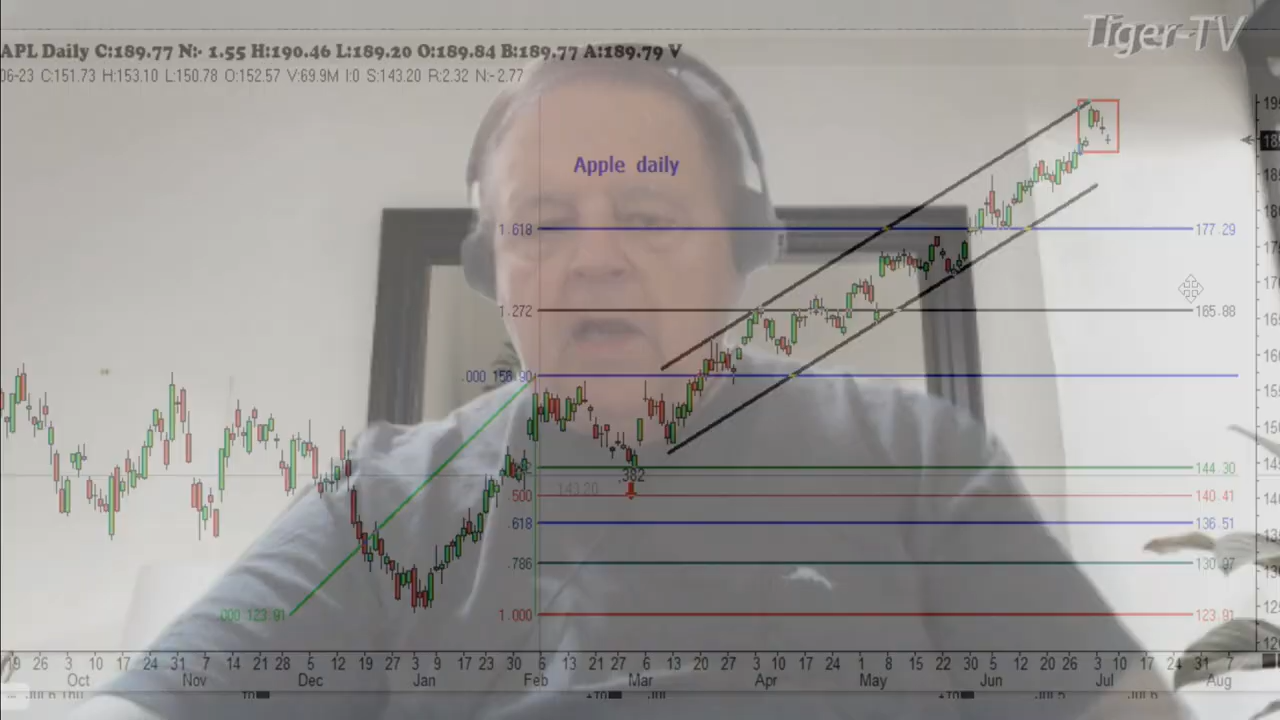 Tiger-TV
APL Daily C:189.77 N:- 1.55 H:190.46 L:189.20 O:189.84 B:189.77 A:189.79 V
06-23 C:151.73 H:153.10 L:150.78 O:152.57 V:69.9M I:0 S:143.20 R:2.32 N:-2.77
Apple daily
1.618 177.29
1.272 165.88
.000 156.90
144.30
.382
143.20
.500 140.41
.618 136.51
.786 130.97
1.000 123.91
000 123.91
19 26 3 10 17 24 31 7 14 21 28 5 12 19 27 3 9 17 23 30 6 13 21 27 6 13 20 27 3 10 17 24 1 8 15 22 30 5 12 20 26 3 10 17 24 31 7
Oct Nov Dec Jan Feb Mar Apr May Jun Jul Aug